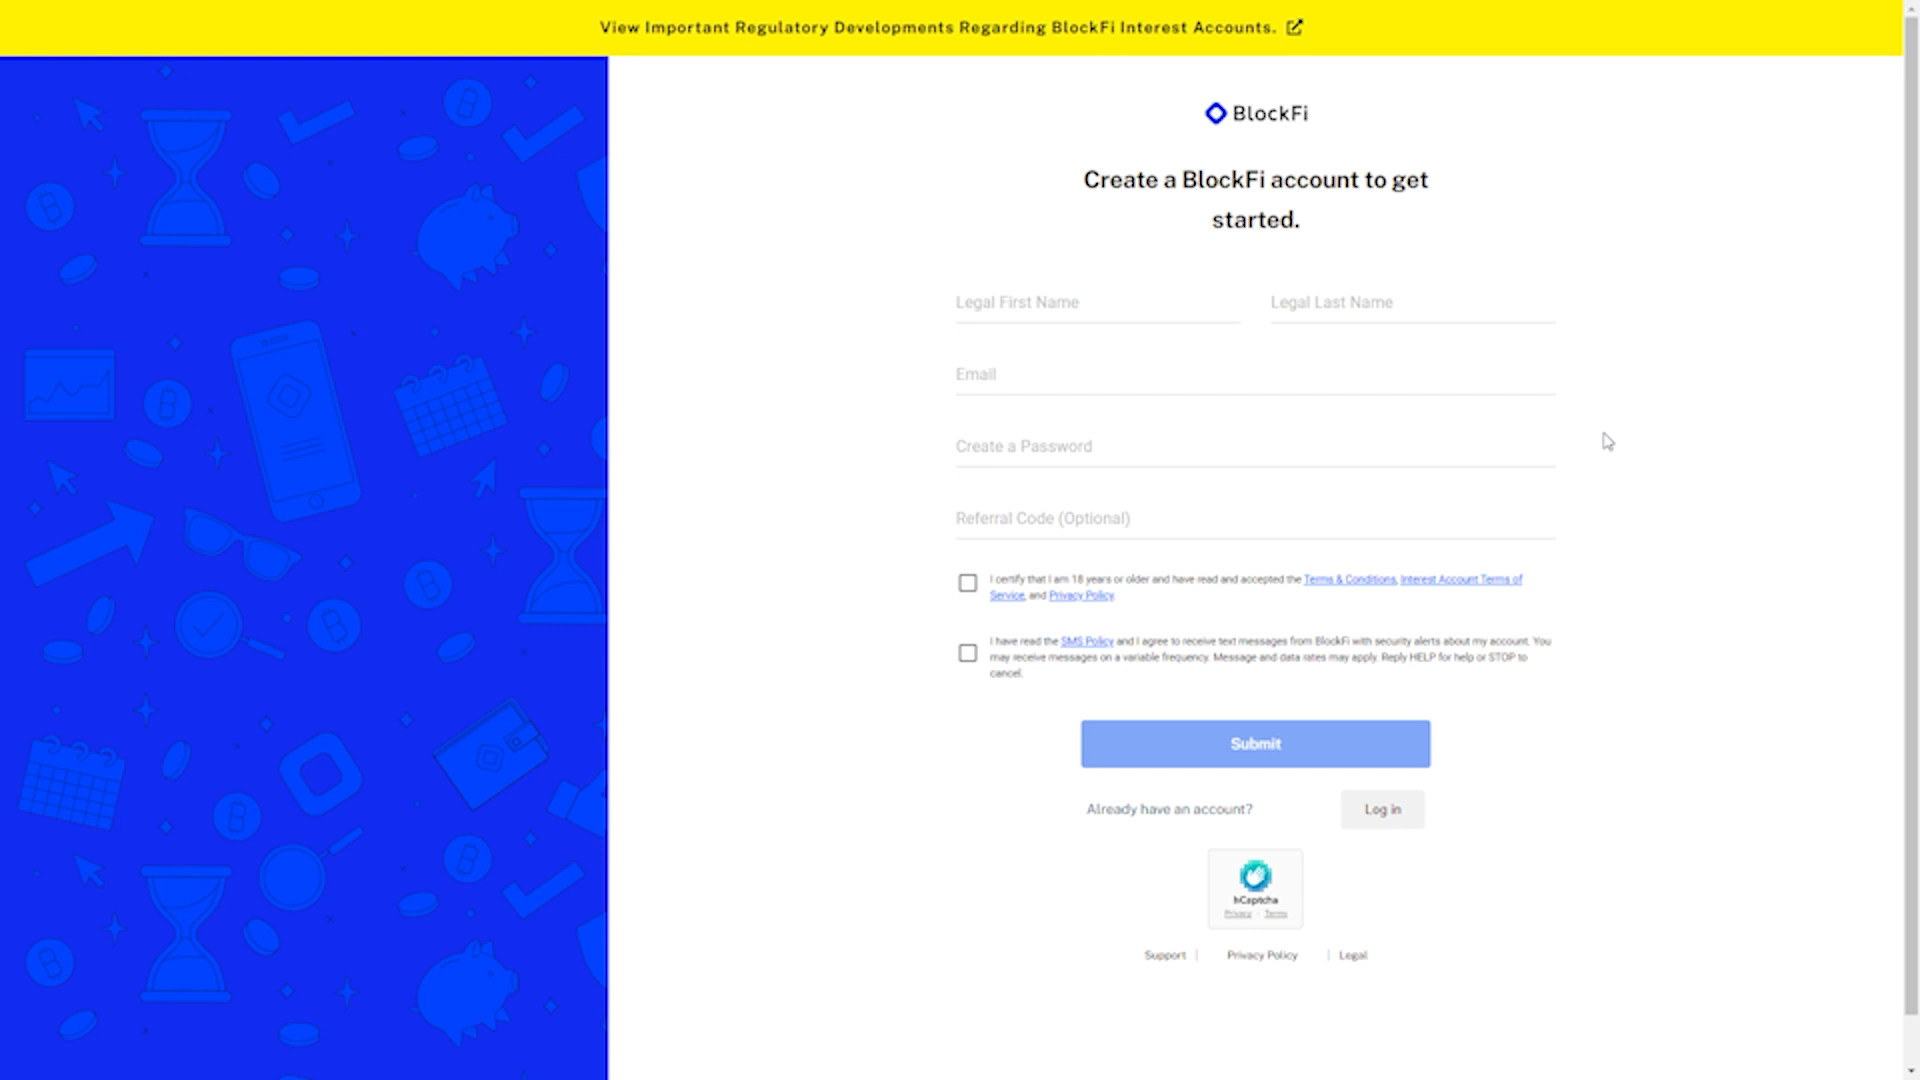 View Important Regulatory Developments Regarding BlockFi Interest Accounts.
BlockFi
Create a BlockFi account to get
started.
Legal First Name
Legal Last Name
Email
Create a Password
Referral Code (Optional)
I certify that I am 18 years or older and have read and accepted the Terms & Conditions, Interest Account Terms of
Service, and Privacy Policy.
I have read the SMS Policy and I agree to receive text messages from BlockFi with security alerts about my account. You
may receive messages on a variable frequency. Message and data rates may apply. Reply HELP for help or STOP to
cancel.
Submit
Already have an account?
Log in
hCaptcha
Privacy - Terms
Support | Privacy Policy | Legal